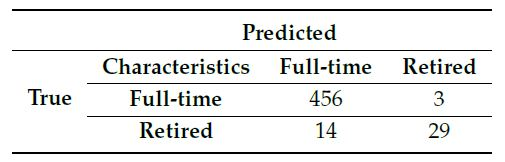 Predicted
Characteristics Full-time Retired
True Full-time 456 3
Retired 14 29